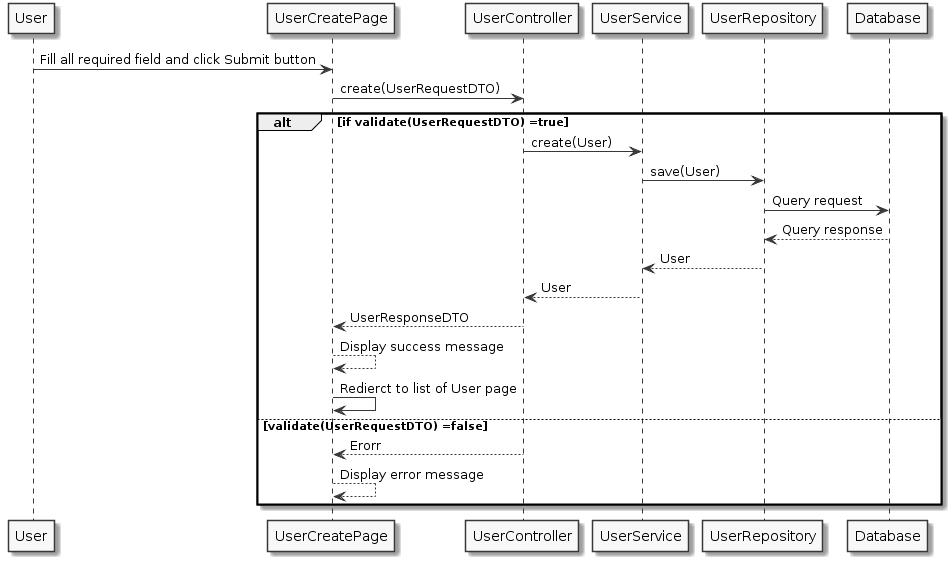 User UserCreatePage UserController UserService UserRepository Database
Fill all required field and click Submit button
create(UserRequestDTO)
alt [if validate(UserRequestDTO) =true]
create(User)
save(User)
Query request
Query response
User
User
UserResponseDTO
Display success message
Redierct to list of User page
[validate(UserRequestDTO) =false]
Erorr
Display error message
User UserCreatePage UserController UserService UserRepository Database